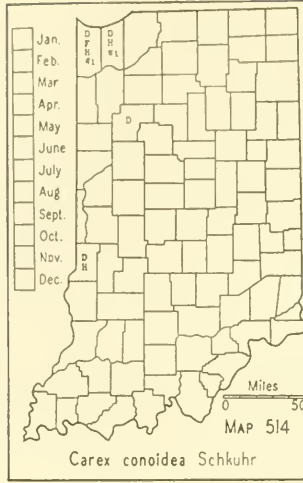 D D
F H
H #1
#1
Jan.
Feb.
Mar
Apr.
May
June
July
Aug
Sept.
Oct.
Nov.
Dec.
D
D
H
Miles
0 50
MAP 514
Carex conoidea Schkuhr